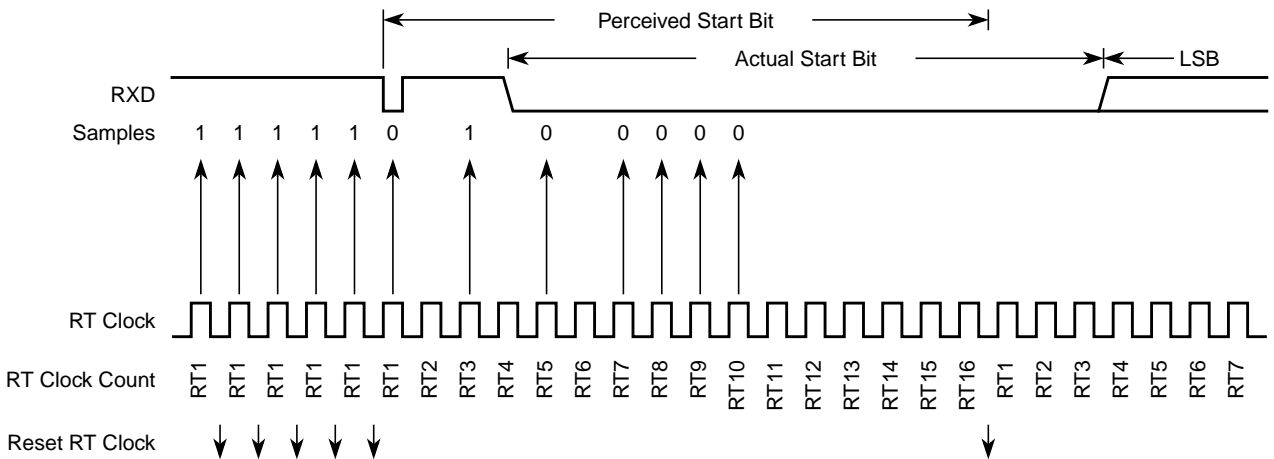 Perceived Start Bit
Actual Start Bit LSB
RXD
Samples 1 1 1 1 1 0 1 0 0 0 0 0
RT Clock
RT Clock Count RT1 RT1 RT1 RT1 RT1 RT1 RT2 RT3 RT4 RT5 RT6 RT7 RT8 RT9 RT10 RT11 RT12 RT13 RT14 RT15 RT16 RT1 RT2 RT3 RT4 RT5 RT6 RT7
Reset RT Clock